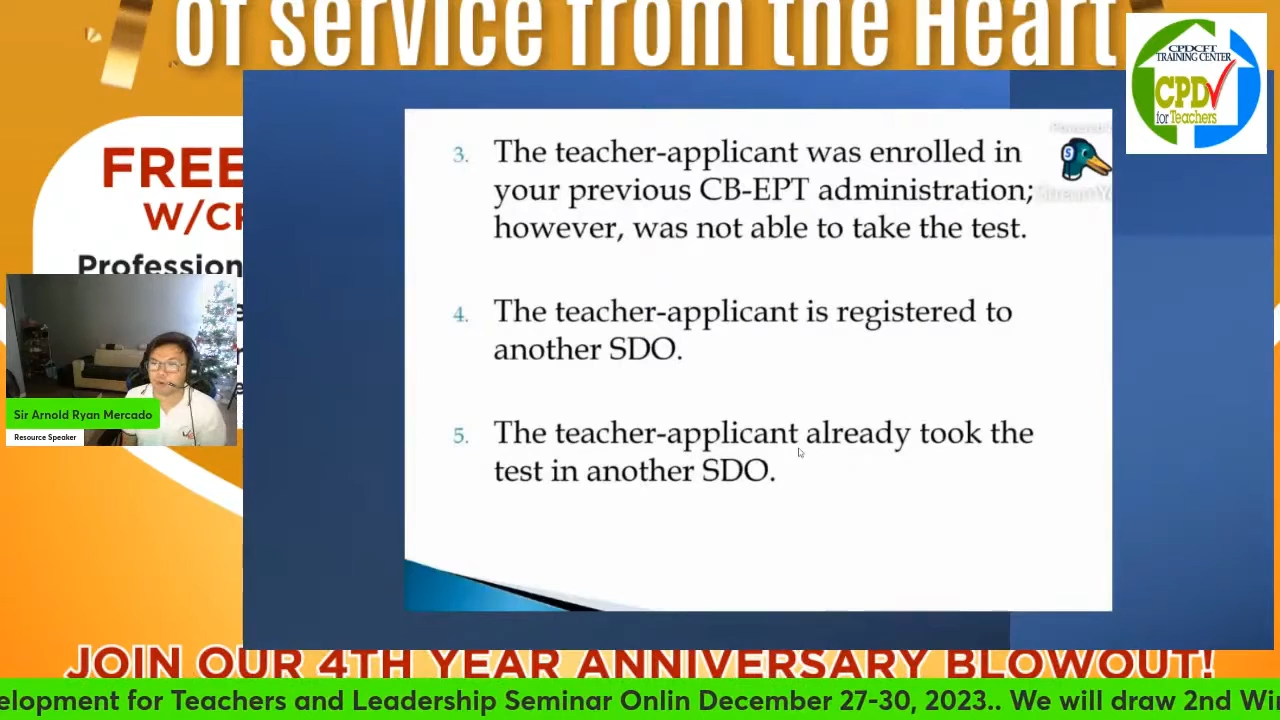 of service from the Heart
CPDCFT
TRAINING CENTER
CPD
for Teachers
FREE
W/CP
Profession
Powered
StreamY
3. The teacher-applicant was enrolled in
your previous CB-EPT administration;
however, was not able to take the test.
4. The teacher-applicant is registered to
another SDO.
5. The teacher-applicant already took the
test in another SDO.
Sir Arnold Ryan Mercado
Resource Speaker
JOIN OUR 4TH YEAR ANNIVERSARY BLOWOUT!
elopment for Teachers and Leadership Seminar Onlin December 27-30, 2023.. We will draw 2nd Wi